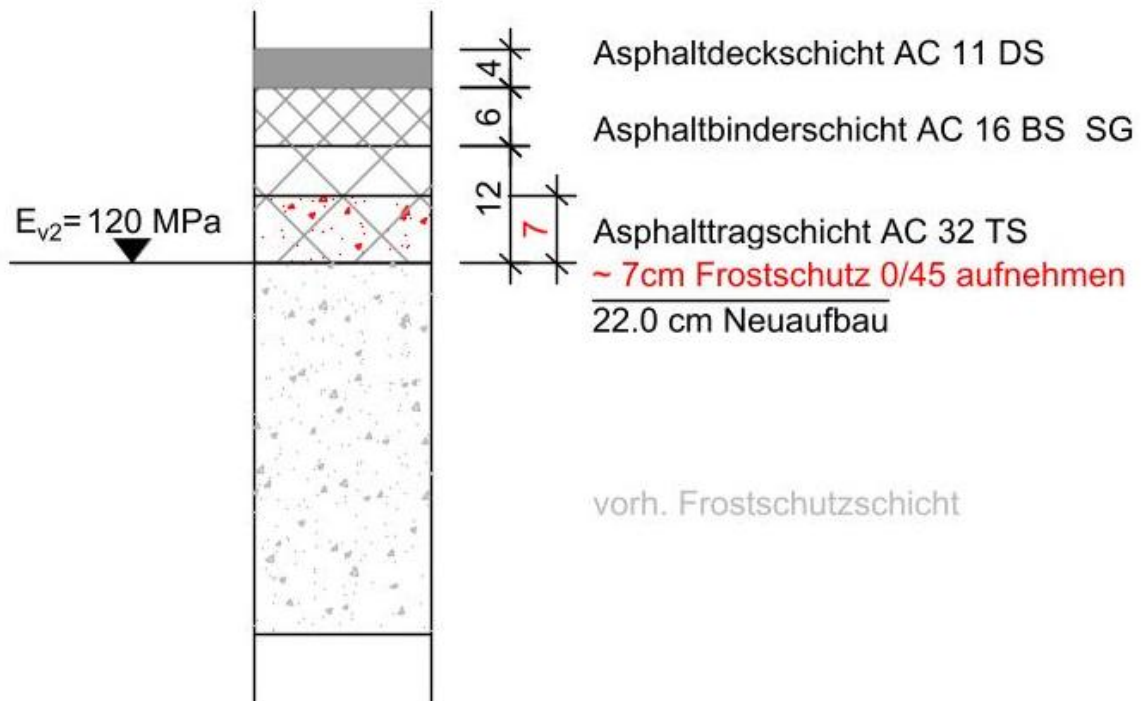 4
Asphaltdeckschicht AC 11 DS
6
Asphaltbinderschicht AC 16 BS SG
12
7
E_v2= 120 MPa
Asphalttragschicht AC 32 TS
~ 7cm Frostschutz 0/45 aufnehmen
22.0 cm Neuaufbau
vorh. Frostschutzschicht